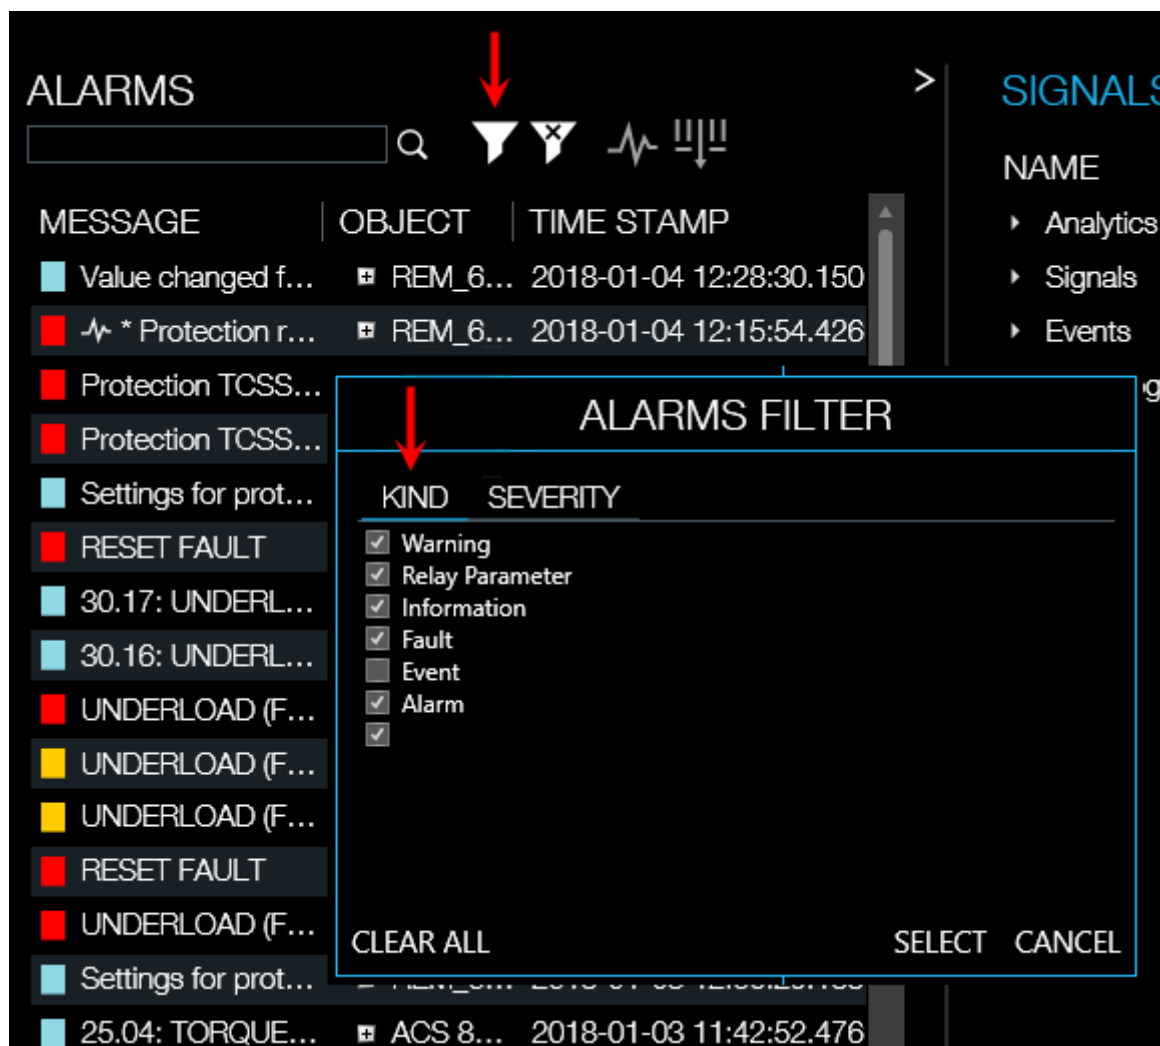 ALARMS
>
SIGNALS
NAME
MESSAGE OBJECT TIME STAMP
Analytics
Value changed f... REM_6... 2018-01-04 12:28:30.150
Signals
* Protection r... REM_6... 2018-01-04 12:15:54.426
Events
Protection TCSS...
ALARMS FILTER
Protection TCSS...
KIND SEVERITY
Settings for prot...
Warning
RESET FAULT
Relay Parameter
30.17: UNDERL...
Information
Fault
30.16: UNDERL...
Event
UNDERLOAD (F...
Alarm
UNDERLOAD (F...
UNDERLOAD (F...
RESET FAULT
UNDERLOAD (F...
CLEAR ALL SELECT CANCEL
Settings for prot...
25.04: TORQUE... ACS 8... 2018-01-03 11:42:52.476